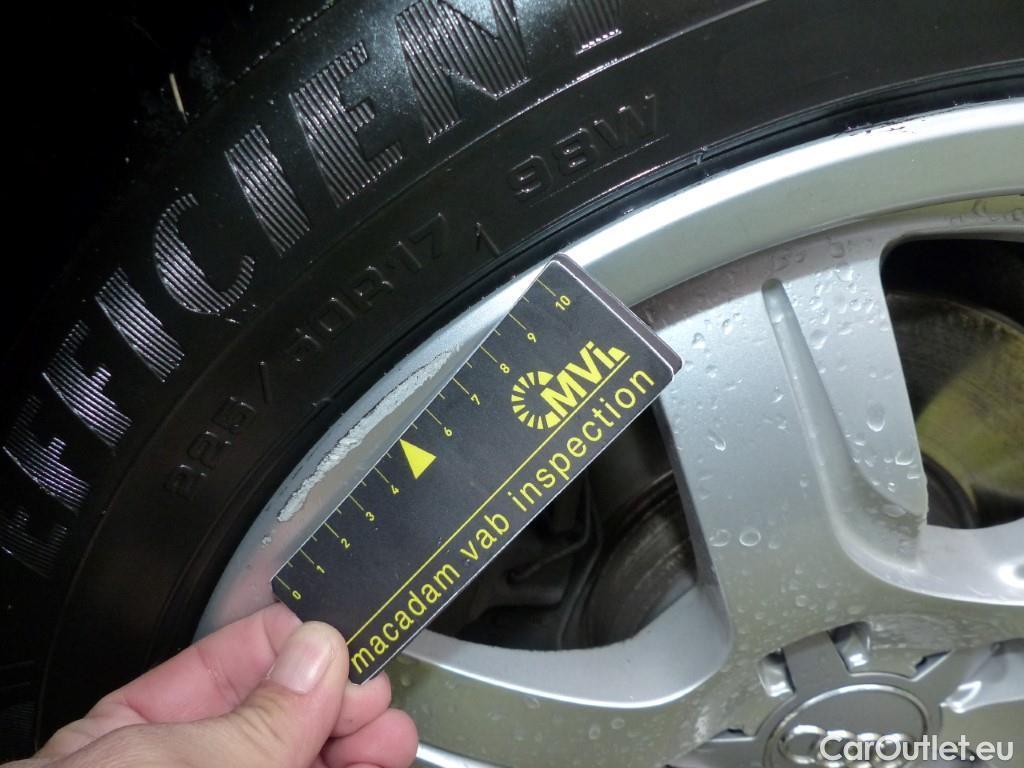 EFFICIENT
225/50R17 98W
0 1 2 3 4 6 7 8 9 10
MVi
macadam vab inspection
CarOutlet.eu